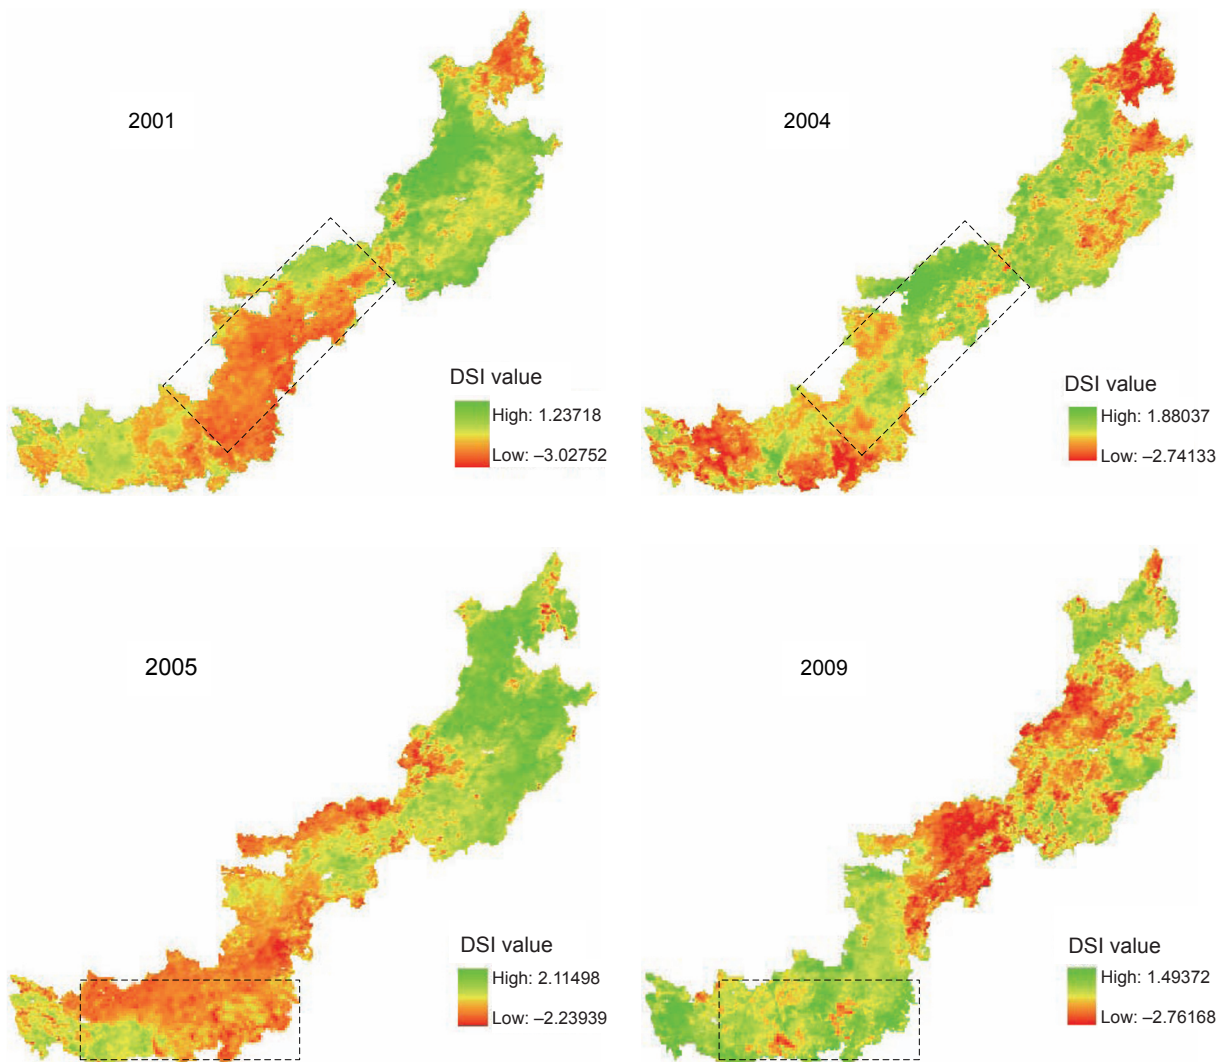 2001
DSI value
High: 1.23718
Low: –3.02752
2004
DSI value
High: 1.88037
Low: –2.74133
2005
DSI value
High: 2.11498
Low: –2.23939
2009
DSI value
High: 1.49372
Low: –2.76168